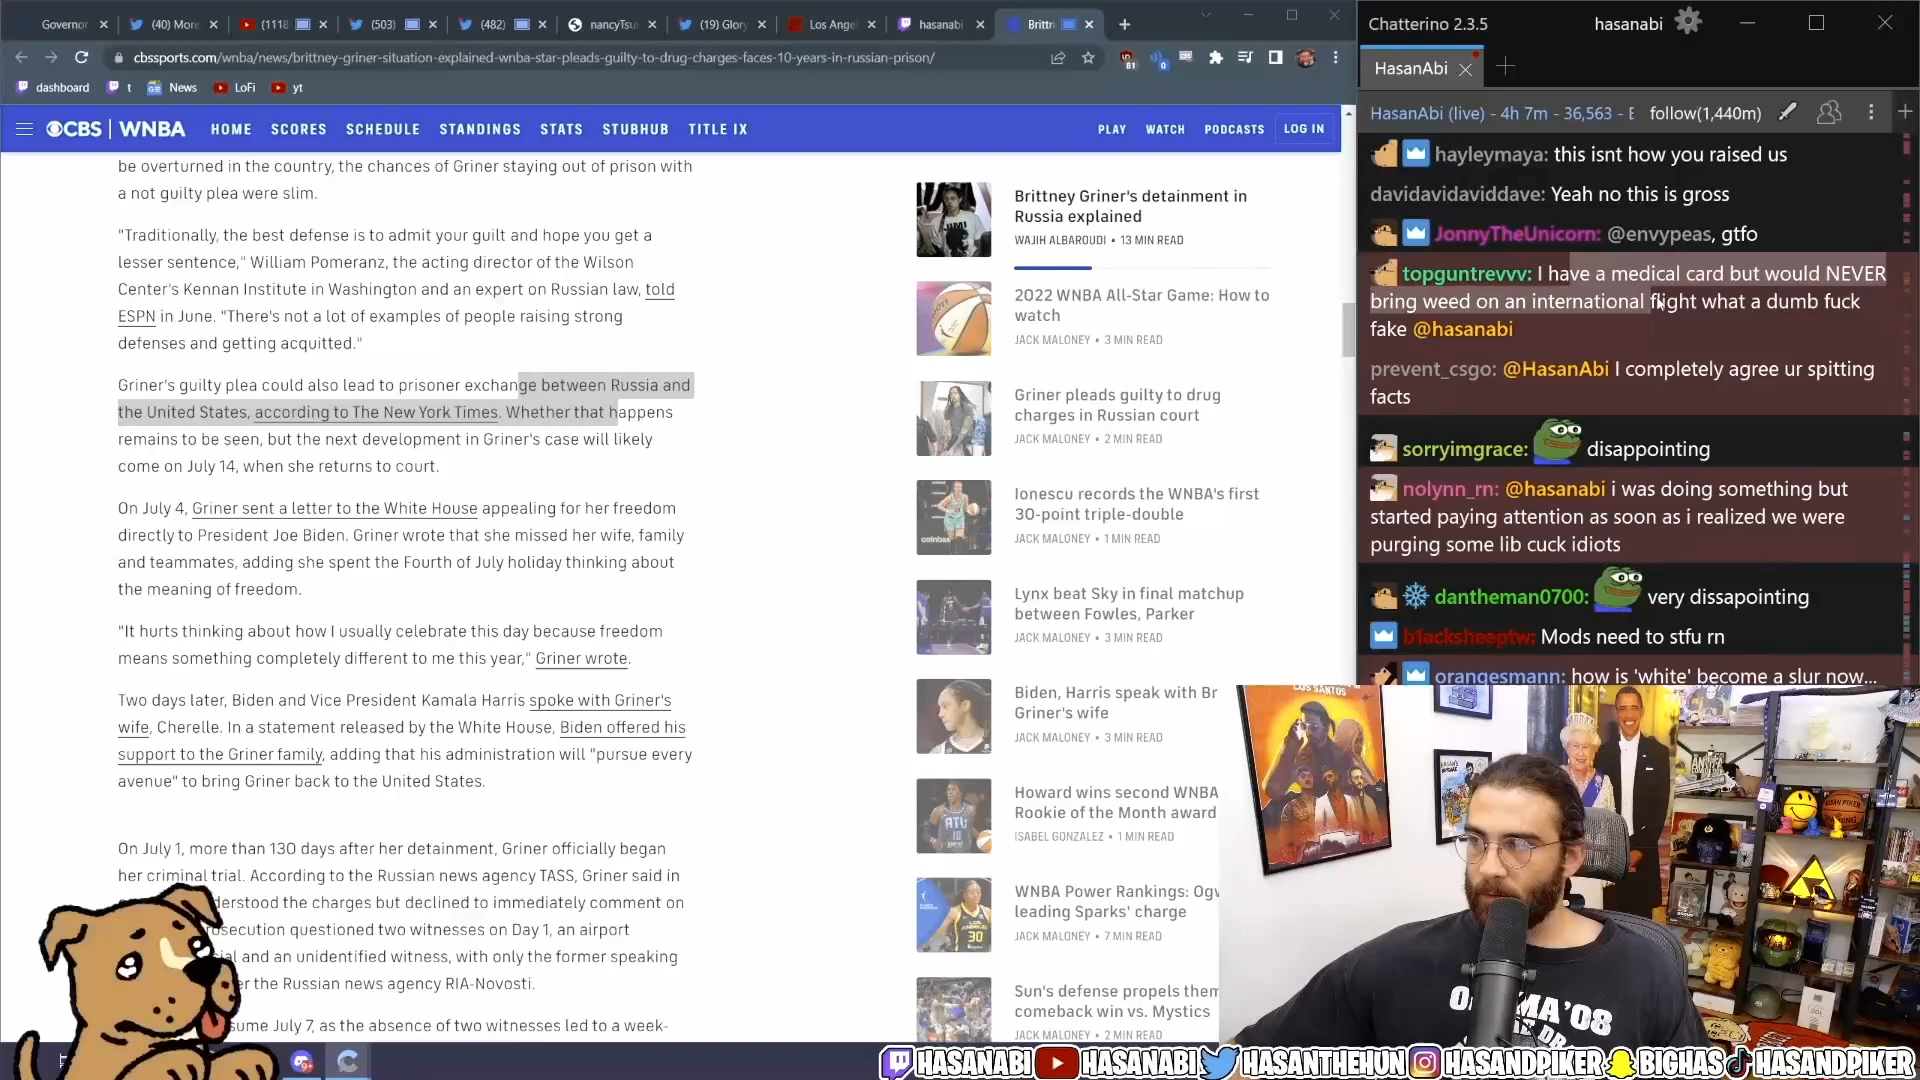 Governor
(40) More
(1118
(503)
(482)
nancyTsu
(19) Glory
Los Ange
hasanabi
Brittn
cbssports.com/wnba/news/brittney-griner-situation-explained-wnba-star-pleads-guilty-to-drug-charges-faces-10-years-in-russian-prison/
81
0
dashboard
t
News
LoFi
yt
CBS | WNBA
HOME
SCORES
SCHEDULE
STANDINGS
STATS
STUBHUB
TITLE IX
PLAY
WATCH
PODCASTS
LOG IN
be overturned in the country, the chances of Griner staying out of prison with
a not guilty plea were slim.
"Traditionally, the best defense is to admit your guilt and hope you get a
lesser sentence," William Pomeranz, the acting director of the Wilson
Center's Kennan Institute in Washington and an expert on Russian law, told
ESPN in June. "There's not a lot of examples of people raising strong
defenses and getting acquitted."
Griner's guilty plea could also lead to prisoner exchange between Russia and
the United States, according to The New York Times. Whether that happens
remains to be seen, but the next development in Griner's case will likely
come on July 14, when she returns to court.
On July 4, Griner sent a letter to the White House appealing for her freedom
directly to President Joe Biden. Griner wrote that she missed her wife, family
and teammates, adding she spent the Fourth of July holiday thinking about
the meaning of freedom.
"It hurts thinking about how I usually celebrate this day because freedom
means something completely different to me this year," Griner wrote.
Two days later, Biden and Vice President Kamala Harris spoke with Griner's
wife, Cherelle. In a statement released by the White House, Biden offered his
support to the Griner family, adding that his administration will "pursue every
avenue" to bring Griner back to the United States.
On July 1, more than 130 days after her detainment, Griner officially began
her criminal trial. According to the Russian news agency TASS, Griner said in
derstood the charges but declined to immediately comment on
osecution questioned two witnesses on Day 1, an airport
ial and an unidentified witness, with only the former speaking
er the Russian news agency RIA-Novosti.
sume July 7, as the absence of two witnesses led to a week-
Brittney Griner's detainment in
Russia explained
WAJIH ALBAROUDI • 13 MIN READ
2022 WNBA All-Star Game: How to
watch
JACK MALONEY • 3 MIN READ
Griner pleads guilty to drug
charges in Russian court
JACK MALONEY • 2 MIN READ
Ionescu records the WNBA's first
30-point triple-double
JACK MALONEY • 1 MIN READ
Lynx beat Sky in final matchup
between Fowles, Parker
JACK MALONEY • 3 MIN READ
Biden, Harris speak with Br
Griner's wife
JACK MALONEY • 3 MIN READ
Howard wins second WNBA
Rookie of the Month award
ISABEL GONZALEZ • 1 MIN READ
WNBA Power Rankings: Ogw
leading Sparks' charge
JACK MALONEY • 7 MIN READ
Sun's defense propels them
comeback win vs. Mystics
JACK MALONEY • 2 MIN READ
Chatterino 2.3.5
hasanabi
HasanAbi
HasanAbi (live) - 4h 7m - 36,563 - E
follow(1,440m)
hayleymaya: this isnt how you raised us
davidavidaviddave: Yeah no this is gross
JonnyTheUnicorn: @envypeas, gtfo
topguntrevvv: I have a medical card but would NEVER
bring weed on an international flight what a dumb fuck
fake @hasanabi
prevent_csgo: @HasanAbi I completely agree ur spitting
facts
sorryimgrace: disappointing
nolynn_rn: @hasanabi i was doing something but
started paying attention as soon as i realized we were
purging some lib cuck idiots
dantheman0700: very dissapointing
b1acksheeptw: Mods need to stfu rn
orangesmann: how is 'white' become a slur now...
LOS SANTOS
HASAN PIKER
HASANABI
HASANABI
HASANTHEHUN
HASANDPIKER
BIGHAS
HASANDPIKER